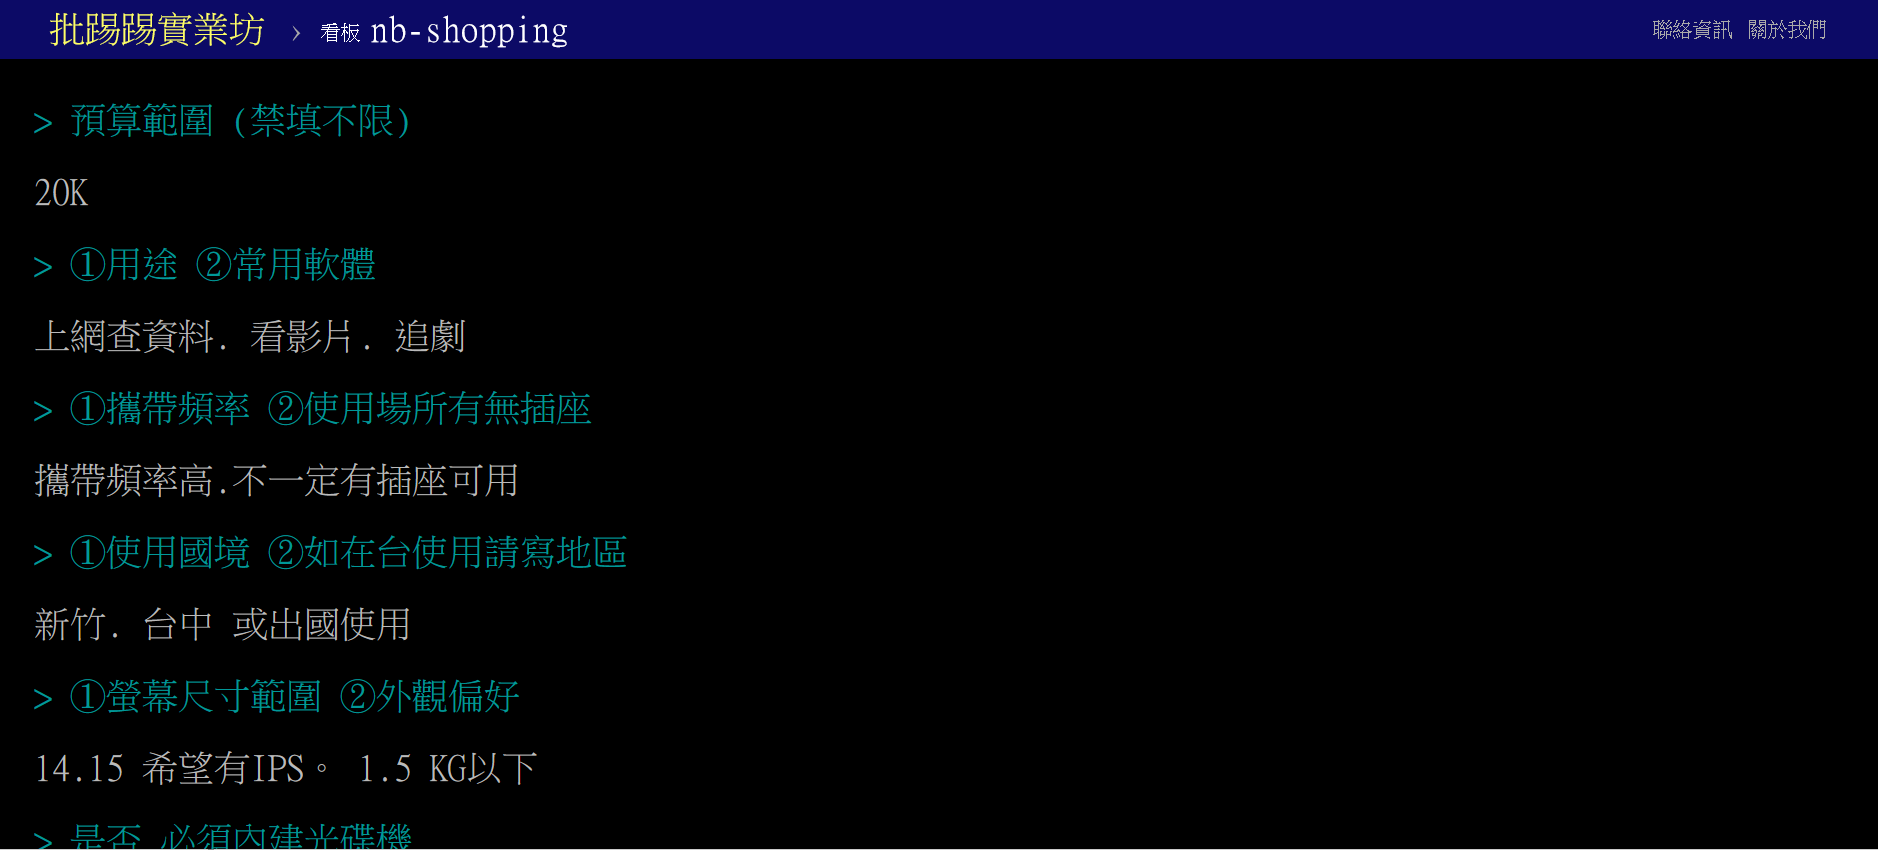 批踢踢實業坊 › 看板 nb-shopping 聯絡資訊 關於我們
> 預算範圍 (禁填不限)
20K
> ①用途 ②常用軟體
上網查資料. 看影片. 追劇
> ①攜帶頻率 ②使用場所有無插座
攜帶頻率高.不一定有插座可用
> ①使用國境 ②如在台使用請寫地區
新竹. 台中 或出國使用
> ①螢幕尺寸範圍 ②外觀偏好
14.15 希望有IPS。 1.5 KG以下
> 是否 必須內建光碟機